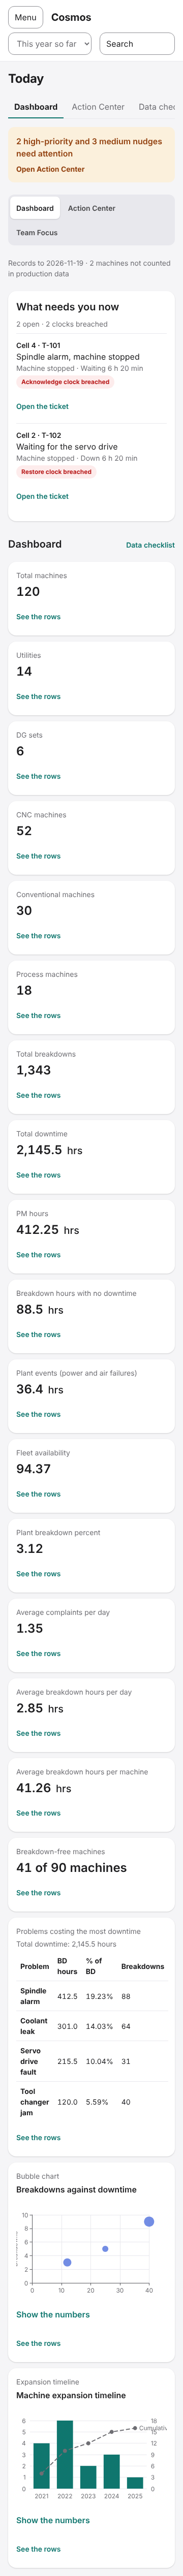 Menu Cosmos
This year so far Search
Today
Dashboard Action Center Data chec
2 high-priority and 3 medium nudges
need attention
Open Action Center
Dashboard Action Center
Team Focus
Records to 2026-11-19 · 2 machines not counted
in production data
What needs you now
2 open · 2 clocks breached
Cell 4 · T-101
Spindle alarm, machine stopped
Machine stopped · Waiting 6 h 20 min
Acknowledge clock breached
Open the ticket
Cell 2 · T-102
Waiting for the servo drive
Machine stopped · Down 6 h 20 min
Restore clock breached
Open the ticket
Dashboard Data checklist
Total machines
120
See the rows
Utilities
14
See the rows
DG sets
6
See the rows
CNC machines
52
See the rows
Conventional machines
30
See the rows
Process machines
18
See the rows
Total breakdowns
1,343
See the rows
Total downtime
2,145.5 hrs
See the rows
PM hours
412.25 hrs
See the rows
Breakdown hours with no downtime
88.5 hrs
See the rows
Plant events (power and air failures)
36.4 hrs
See the rows
Fleet availability
94.37
See the rows
Plant breakdown percent
3.12
See the rows
Average complaints per day
1.35
See the rows
Average breakdown hours per day
2.85 hrs
See the rows
Average breakdown hours per machine
41.26 hrs
See the rows
Breakdown-free machines
41 of 90 machines
See the rows
Problems costing the most downtime
Total downtime: 2,145.5 hours
Problem BD hours % of BD Breakdowns
Spindle alarm 412.5 19.23% 88
Coolant leak 301.0 14.03% 64
Servo drive fault 215.5 10.04% 31
Tool changer jam 120.0 5.59% 40
See the rows
Bubble chart
Breakdowns against downtime
10
8
6
4
2
0
0 10 20 30 40
Show the numbers
See the rows
Expansion timeline
Machine expansion timeline
6 18
5 15
4 12
3 9
2 6
1 3
0 0
Cumulativ
2021 2022 2023 2024 2025
Show the numbers
See the rows